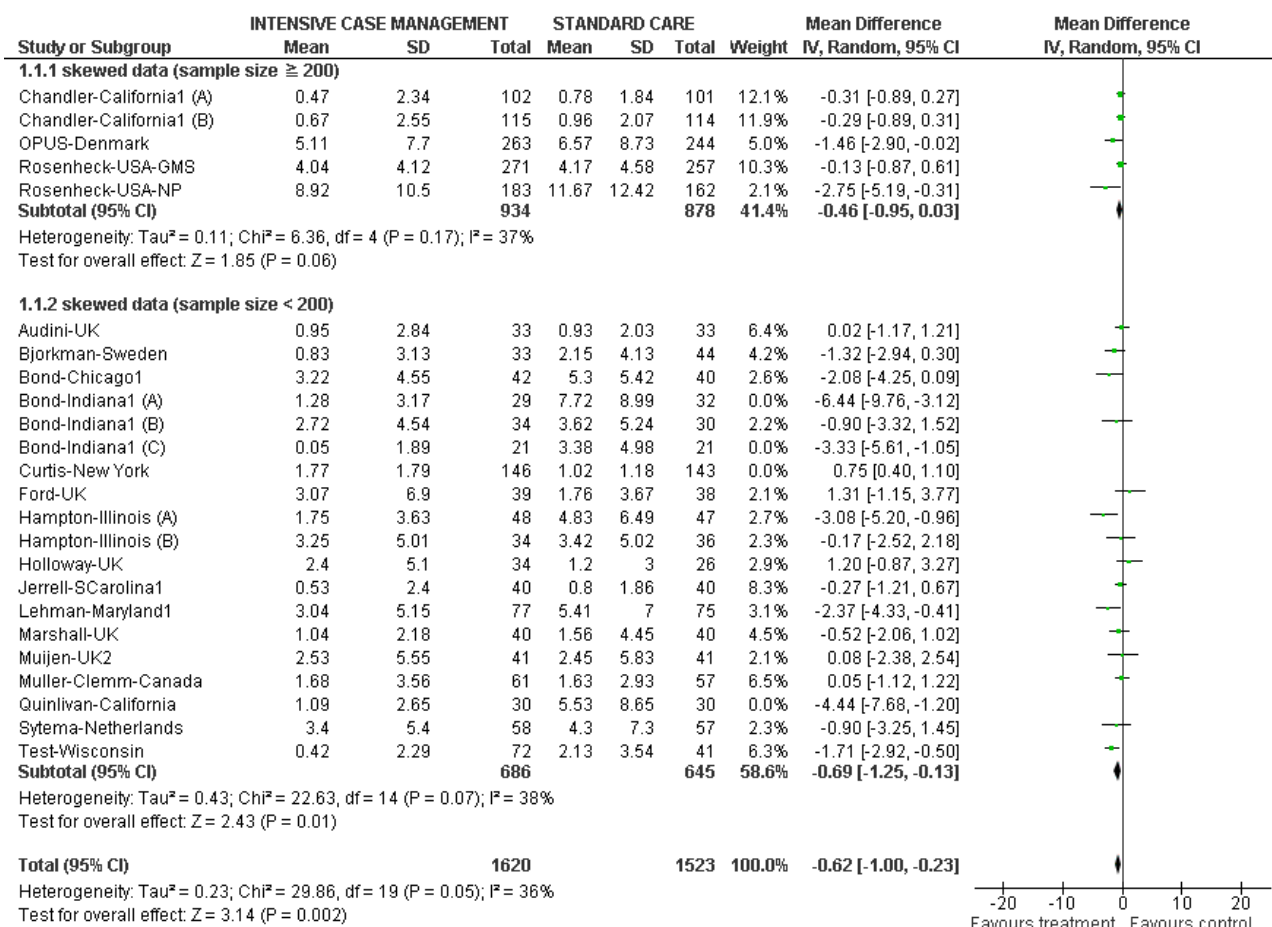 INTENSIVE CASE MANAGEMENT STANDARD CARE Mean Difference Mean Difference
Study or Subgroup Mean SD Total Mean SD Total Weight IV, Random, 95% CI IV, Random, 95% CI
1.1.1 skewed data (sample size ≧ 200)
Chandler-California1 (A) 0.47 2.34 102 0.78 1.84 101 12.1% -0.31 [-0.89, 0.27]
Chandler-California1 (B) 0.67 2.55 115 0.96 2.07 114 11.9% -0.29 [-0.89, 0.31]
OPUS-Denmark 5.11 7.7 263 6.57 8.73 244 5.0% -1.46 [-2.90, -0.02]
Rosenheck-USA-GMS 4.04 4.12 271 4.17 4.58 257 10.3% -0.13 [-0.87, 0.61]
Rosenheck-USA-NP 8.92 10.5 183 11.67 12.42 162 2.1% -2.75 [-5.19, -0.31]
Subtotal (95% CI) 934 878 41.4% -0.46 [-0.95, 0.03]
Heterogeneity: Tau² = 0.11; Chi² = 6.36, df = 4 (P = 0.17); I² = 37%
Test for overall effect: Z = 1.85 (P = 0.06)
1.1.2 skewed data (sample size < 200)
Audini-UK 0.95 2.84 33 0.93 2.03 33 6.4% 0.02 [-1.17, 1.21]
Bjorkman-Sweden 0.83 3.13 33 2.15 4.13 44 4.2% -1.32 [-2.94, 0.30]
Bond-Chicago1 3.22 4.55 42 5.3 5.42 40 2.6% -2.08 [-4.25, 0.09]
Bond-Indiana1 (A) 1.28 3.17 29 7.72 8.99 32 0.0% -6.44 [-9.76, -3.12]
Bond-Indiana1 (B) 2.72 4.54 34 3.62 5.24 30 2.2% -0.90 [-3.32, 1.52]
Bond-Indiana1 (C) 0.05 1.89 21 3.38 4.98 21 0.0% -3.33 [-5.61, -1.05]
Curtis-New York 1.77 1.79 146 1.02 1.18 143 0.0% 0.75 [0.40, 1.10]
Ford-UK 3.07 6.9 39 1.76 3.67 38 2.1% 1.31 [-1.15, 3.77]
Hampton-Illinois (A) 1.75 3.63 48 4.83 6.49 47 2.7% -3.08 [-5.20, -0.96]
Hampton-Illinois (B) 3.25 5.01 34 3.42 5.02 36 2.3% -0.17 [-2.52, 2.18]
Holloway-UK 2.4 5.1 34 1.2 3 26 2.9% 1.20 [-0.87, 3.27]
Jerrell-SCarolina1 0.53 2.4 40 0.8 1.86 40 8.3% -0.27 [-1.21, 0.67]
Lehman-Maryland1 3.04 5.15 77 5.41 7 75 3.1% -2.37 [-4.33, -0.41]
Marshall-UK 1.04 2.18 40 1.56 4.45 40 4.5% -0.52 [-2.06, 1.02]
Muijen-UK2 2.53 5.55 41 2.45 5.83 41 2.1% 0.08 [-2.38, 2.54]
Muller-Clemm-Canada 1.68 3.56 61 1.63 2.93 57 6.5% 0.05 [-1.12, 1.22]
Quinlivan-California 1.09 2.65 30 5.53 8.65 30 1.2% -4.44 [-7.68, -1.20]
Sytema-Netherlands 3.4 5.4 58 4.3 7.3 57 2.3% -0.90 [-3.25, 1.45]
Test-Wisconsin 0.42 2.29 72 2.13 3.54 41 6.3% -1.71 [-2.92, -0.50]
Subtotal (95% CI) 686 645 58.6% -0.69 [-1.25, -0.13]
Heterogeneity: Tau² = 0.43; Chi² = 22.63, df = 14 (P = 0.07); I² = 38%
Test for overall effect: Z = 2.43 (P = 0.01)
Total (95% CI) 1620 1523 100.0% -0.62 [-1.00, -0.23]
Heterogeneity: Tau² = 0.23; Chi² = 29.86, df = 19 (P = 0.05); I² = 36%
Test for overall effect: Z = 3.14 (P = 0.002)
-20 -10 0 10 20
Favours treatment Favours control